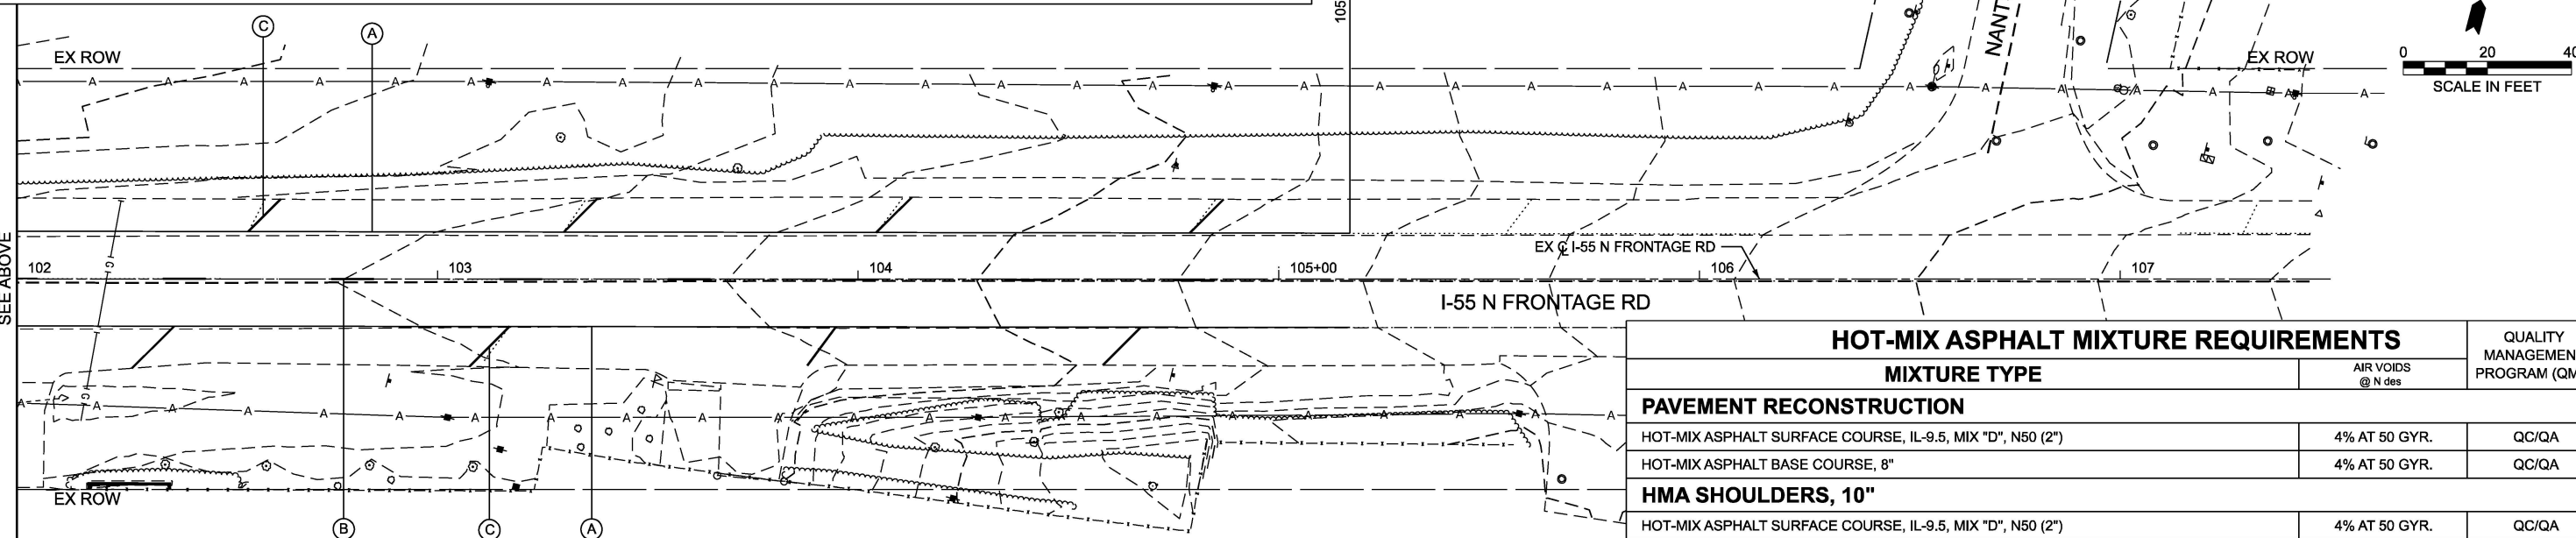 105
C
A
NANT
EX ROW
A A A A A A A A A A A A A A A A A A A A A A A A A A A A A A
EX ROW
0 20 40
SCALE IN FEET
SEE ABOVE
G
102
103
104
105+00
EX ℄ I-55 N FRONTAGE RD
106
107
I-55 N FRONTAGE RD
G
A A A A A A A A A A A A A A A A A A A A A
EX ROW
B
C
A
HOT-MIX ASPHALT MIXTURE REQUIREMENTS
MIXTURE TYPE
AIR VOIDS
@ N des
QUALITY
MANAGEMEN
PROGRAM (QM
PAVEMENT RECONSTRUCTION
HOT-MIX ASPHALT SURFACE COURSE, IL-9.5, MIX "D", N50 (2")
4% AT 50 GYR.
QC/QA
HOT-MIX ASPHALT BASE COURSE, 8"
4% AT 50 GYR.
QC/QA
HMA SHOULDERS, 10"
HOT-MIX ASPHALT SURFACE COURSE, IL-9.5, MIX "D", N50 (2")
4% AT 50 GYR.
QC/QA